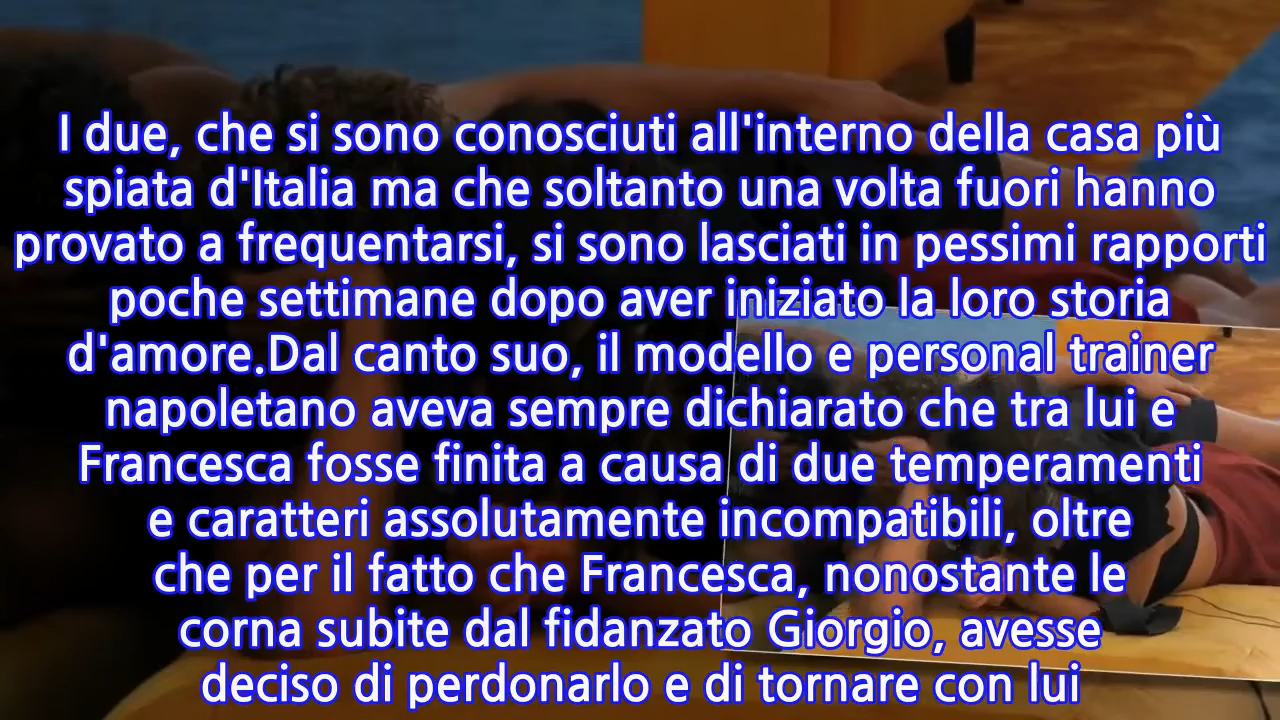 I due, che si sono conosciuti all'interno della casa più
spiata d'Italia ma che soltanto una volta fuori hanno
provato a frequentarsi, si sono lasciati in pessimi rapporti
poche settimane dopo aver iniziato la loro storia
d'amore.Dal canto suo, il modello e personal trainer
napoletano aveva sempre dichiarato che tra lui e
Francesca fosse finita a causa di due temperamenti
e caratteri assolutamente incompatibili, oltre
che per il fatto che Francesca, nonostante le
corna subite dal fidanzato Giorgio, avesse
deciso di perdonarlo e di tornare con lui